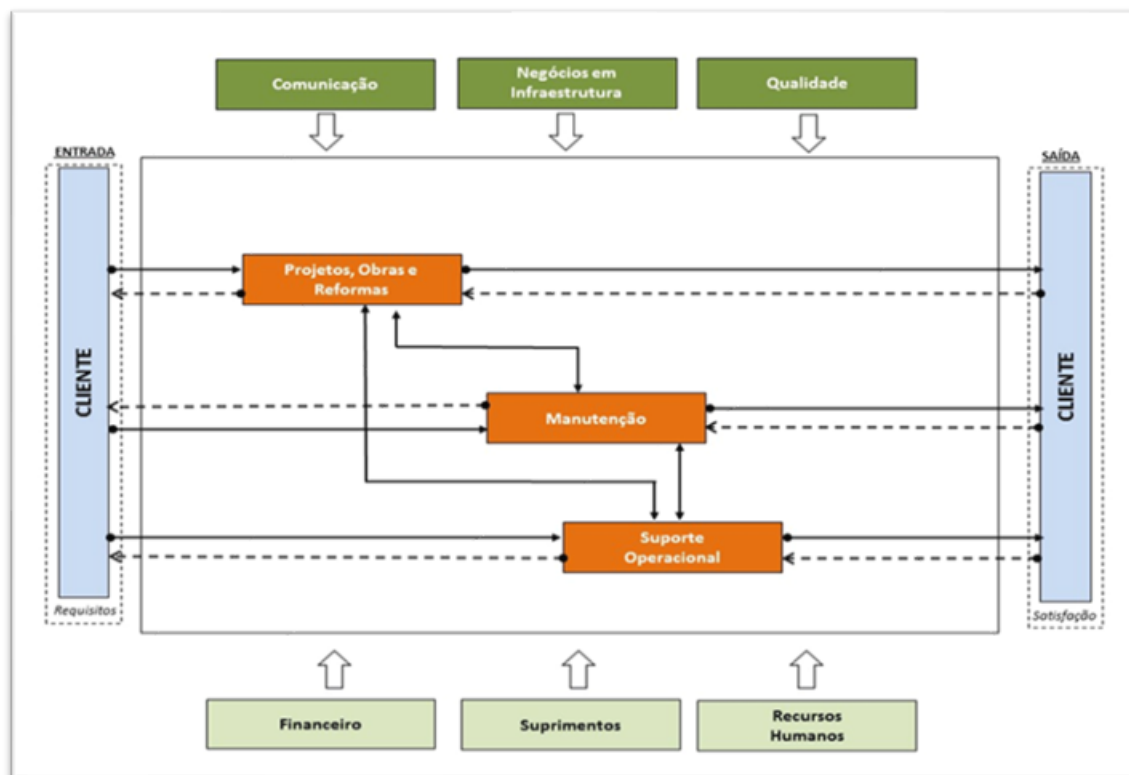 Comunicação
Negócios em
Infraestrutura
Qualidade
ENTRADA
SAÍDA
CLIENTE
Projetos, Obras e
Reformas
Manutenção
Suporte
Operacional
CLIENTE
Requisitos
Satisfação
Financeiro
Suprimentos
Recursos
Humanos